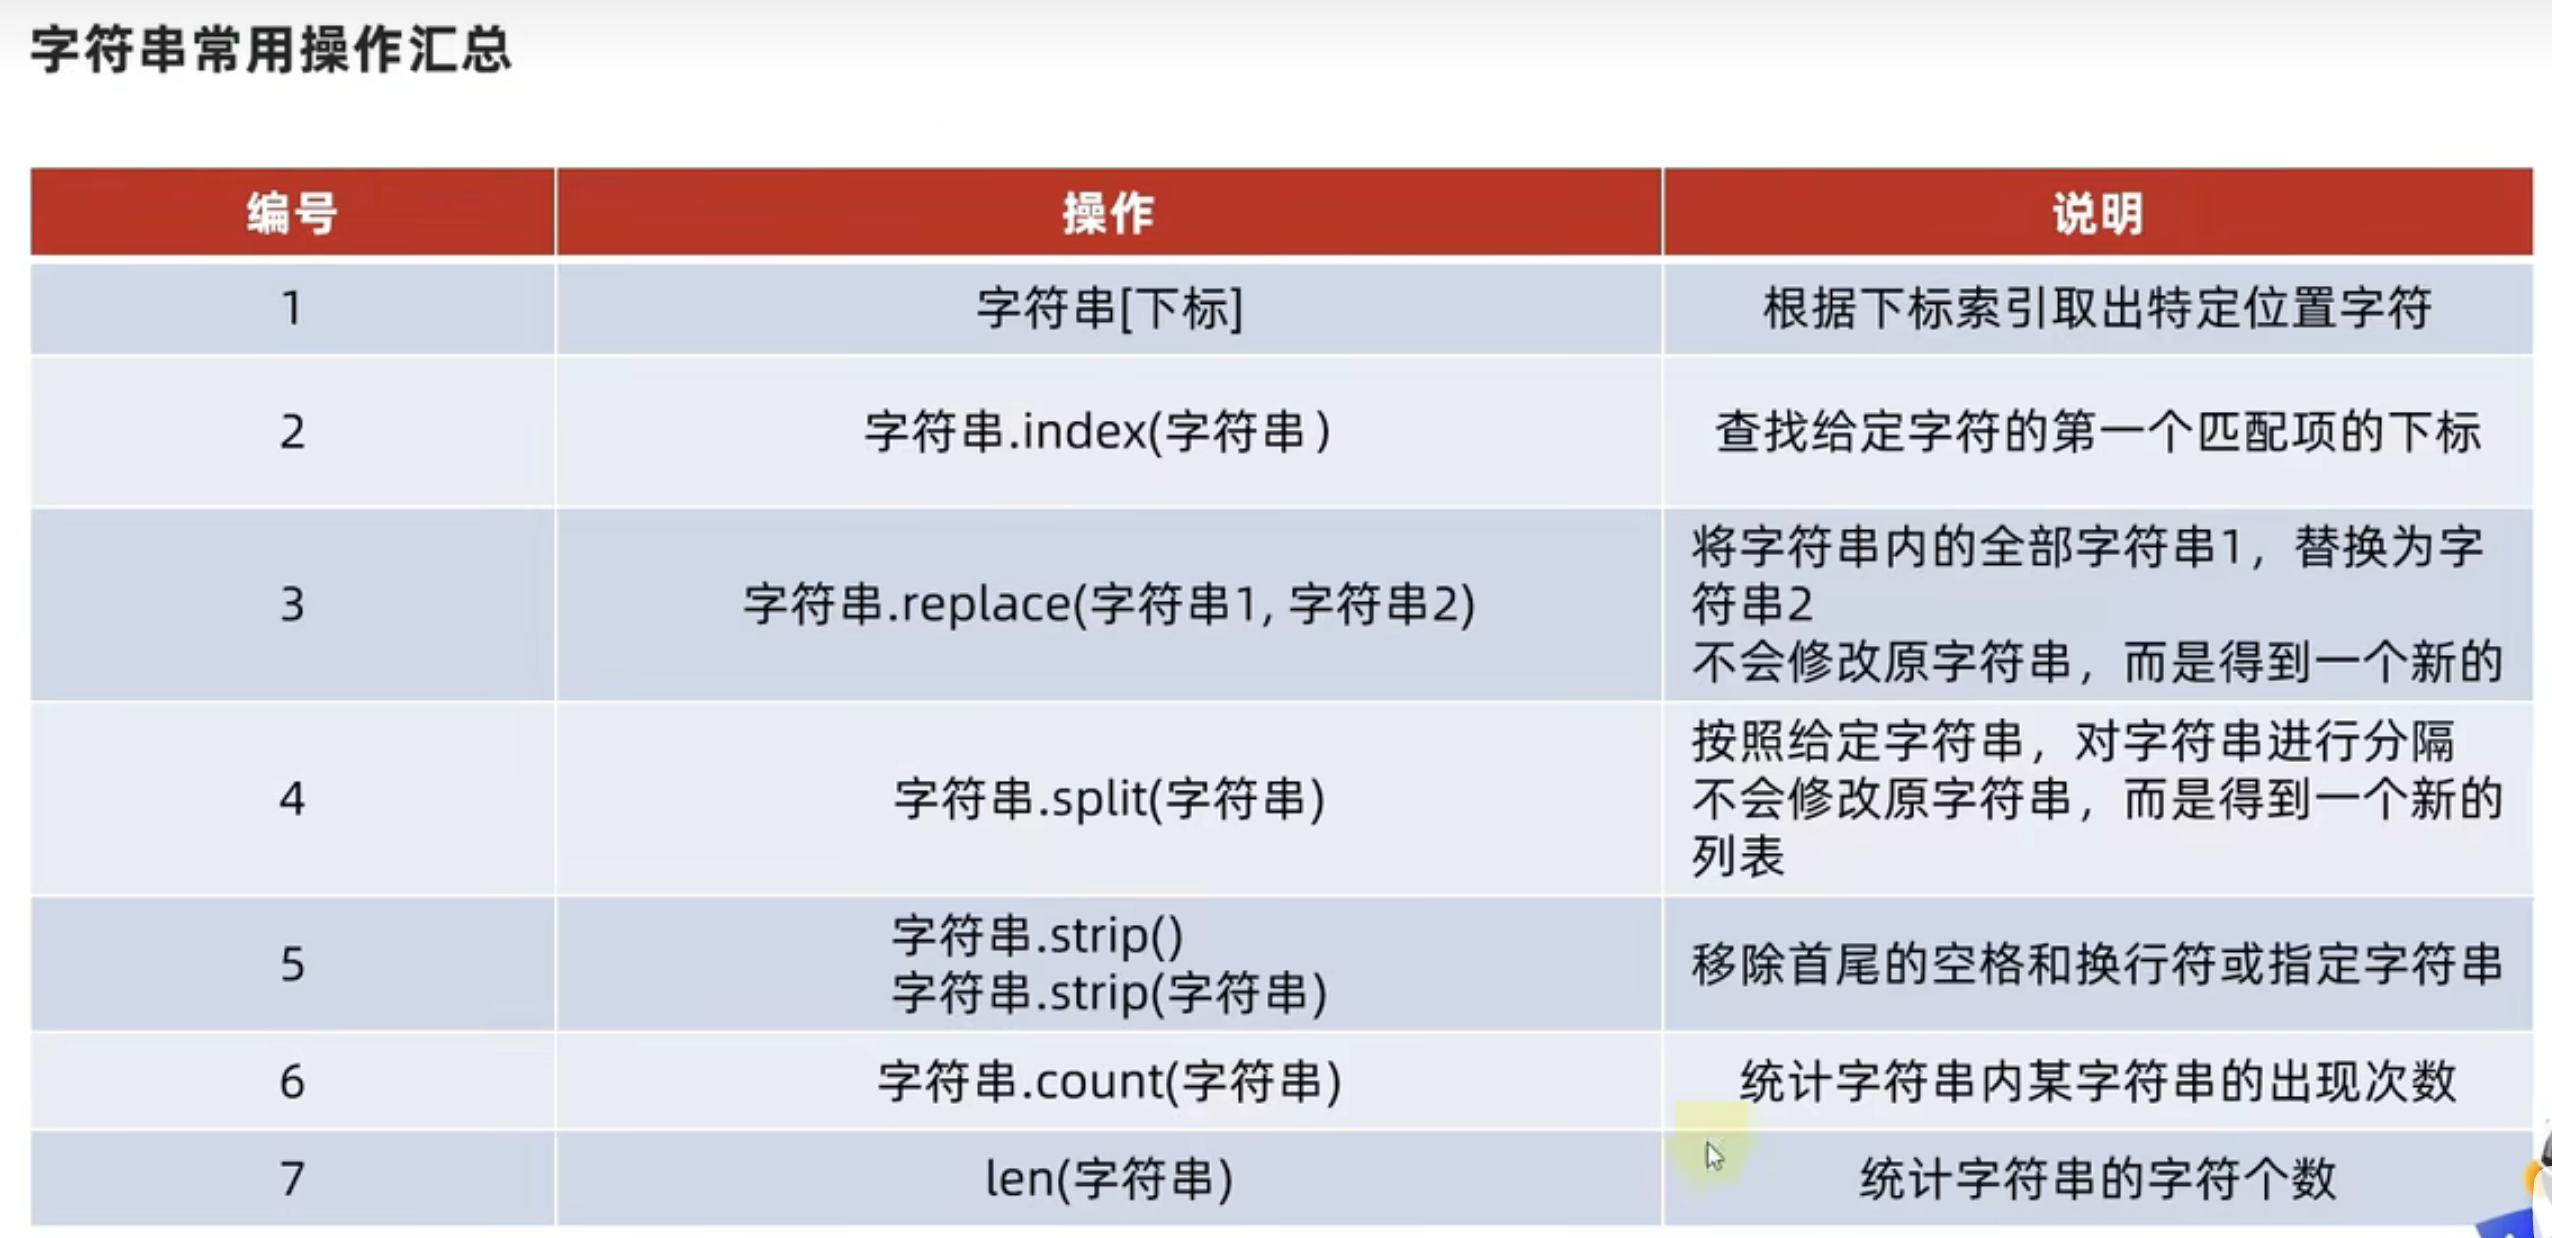 字符串常用操作汇总
编号 操作 说明
1 字符串[下标] 根据下标索引取出特定位置字符
2 字符串.index(字符串） 查找给定字符的第一个匹配项的下标
3 字符串.replace(字符串1, 字符串2) 将字符串内的全部字符串1，替换为字
符串2
不会修改原字符串，而是得到一个新的
4 字符串.split(字符串) 按照给定字符串，对字符串进行分隔
不会修改原字符串，而是得到一个新的
列表
5 字符串.strip()
字符串.strip(字符串) 移除首尾的空格和换行符或指定字符串
6 字符串.count(字符串) 统计字符串内某字符串的出现次数
7 len(字符串) 统计字符串的字符个数